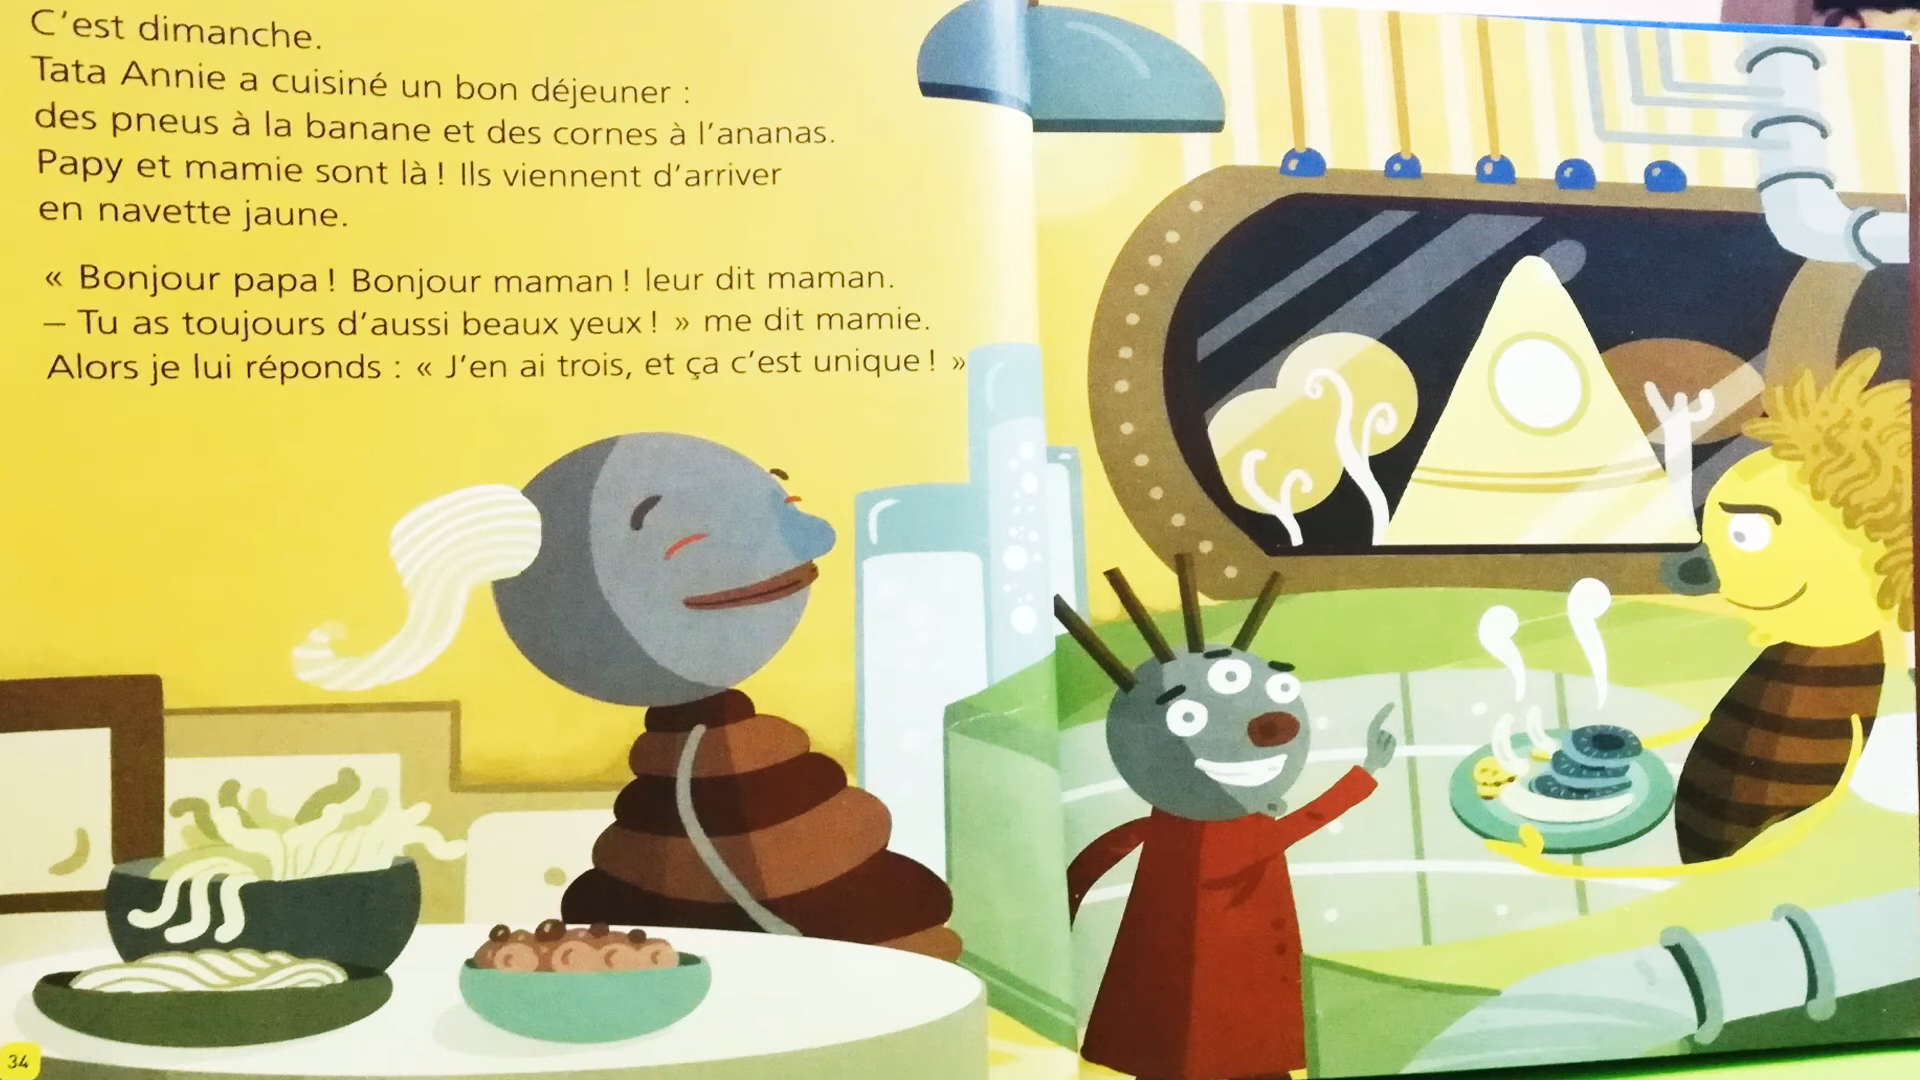 C'est dimanche.
Tata Annie a cuisiné un bon déjeuner :
des pneus à la banane et des cornes à l'ananas.
Papy et mamie sont là ! Ils viennent d'arriver
en navette jaune.
« Bonjour papa ! Bonjour maman ! leur dit maman.
– Tu as toujours d'aussi beaux yeux ! » me dit mamie.
Alors je lui réponds : « J'en ai trois, et ça c'est unique ! »
34